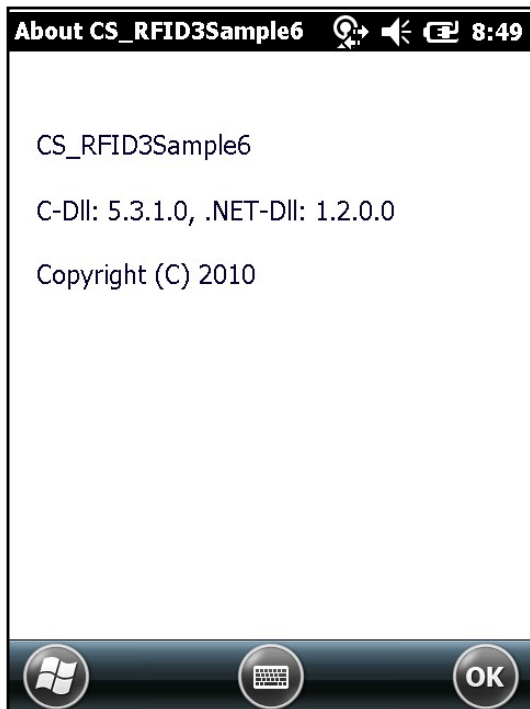 About CS_RFID3Sample6 8:49
CS_RFID3Sample6
C-Dll: 5.3.1.0, .NET-Dll: 1.2.0.0
Copyright (C) 2010
OK